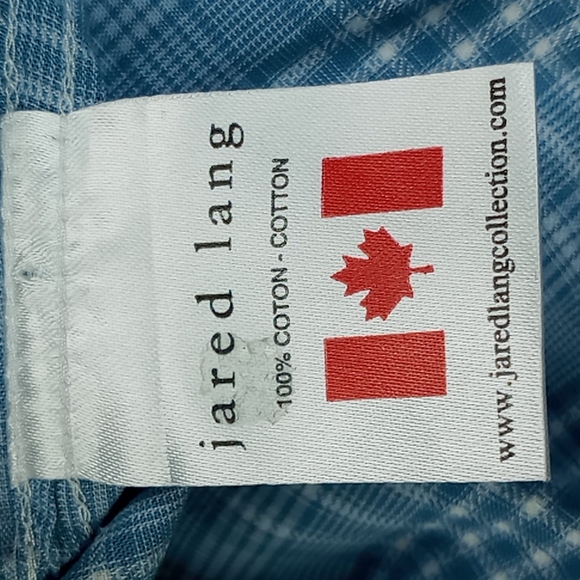 jared lang
100% COTON - COTTON
www.jaredlangcollection.com